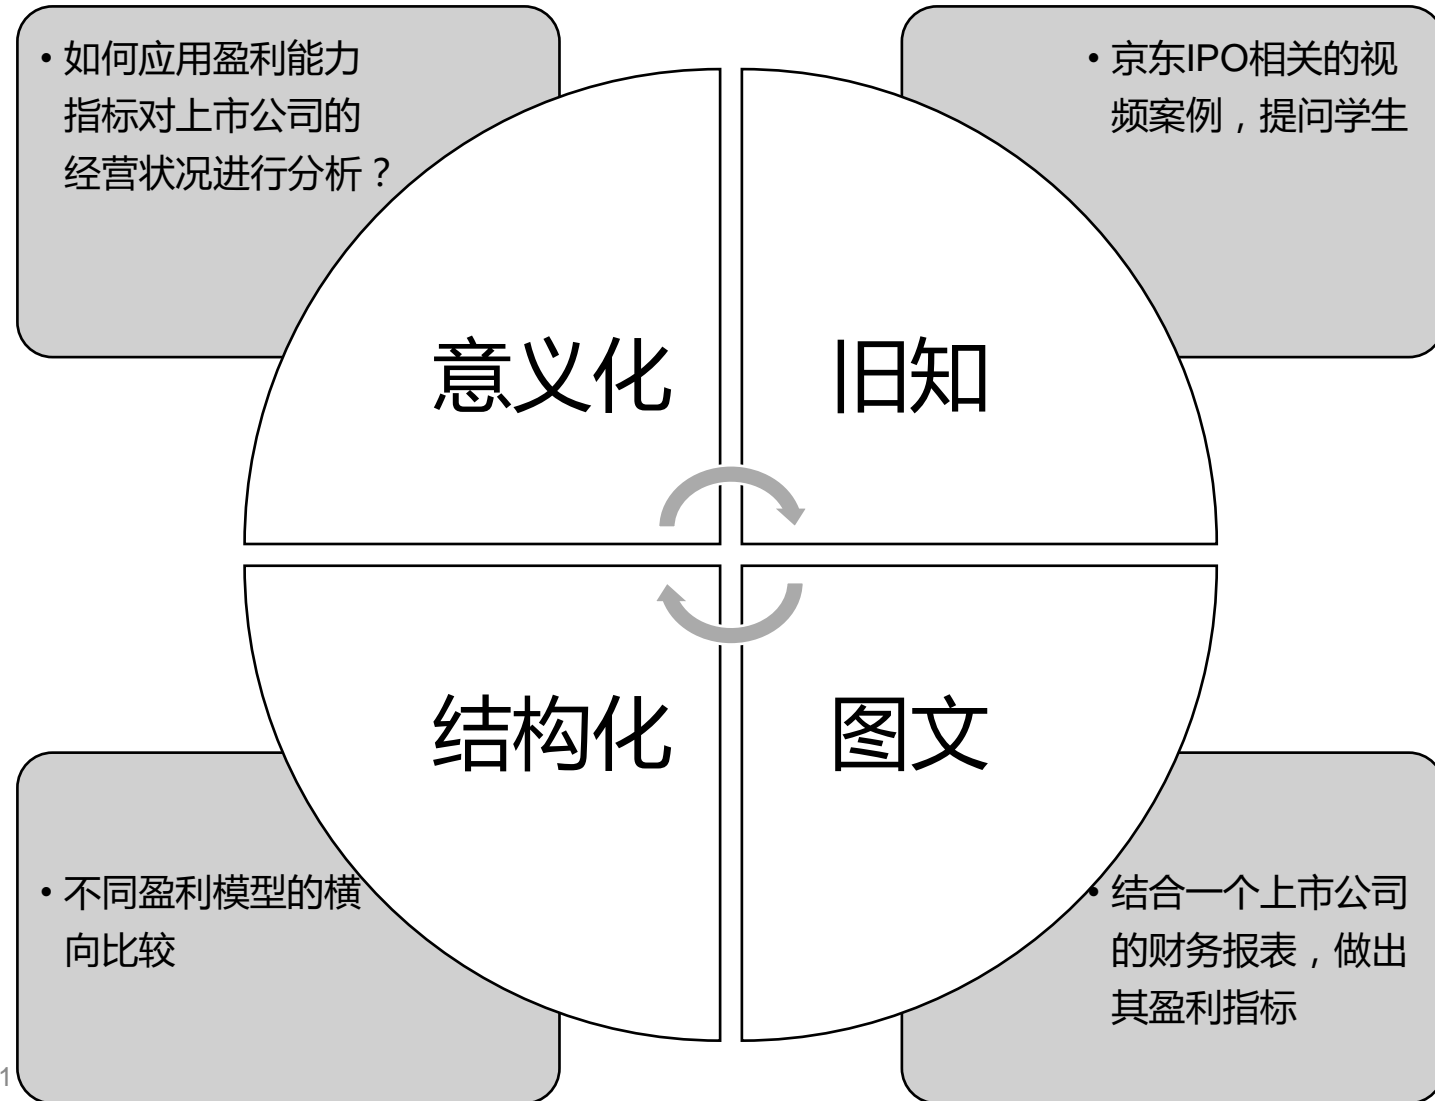 • 如何应用盈利能力
指标对上市公司的
经营状况进行分析？
• 京东IPO相关的视
频案例，提问学生
意义化
旧知
结构化
图文
• 不同盈利模型的横
向比较
• 结合一个上市公司
的财务报表，做出
其盈利指标
1